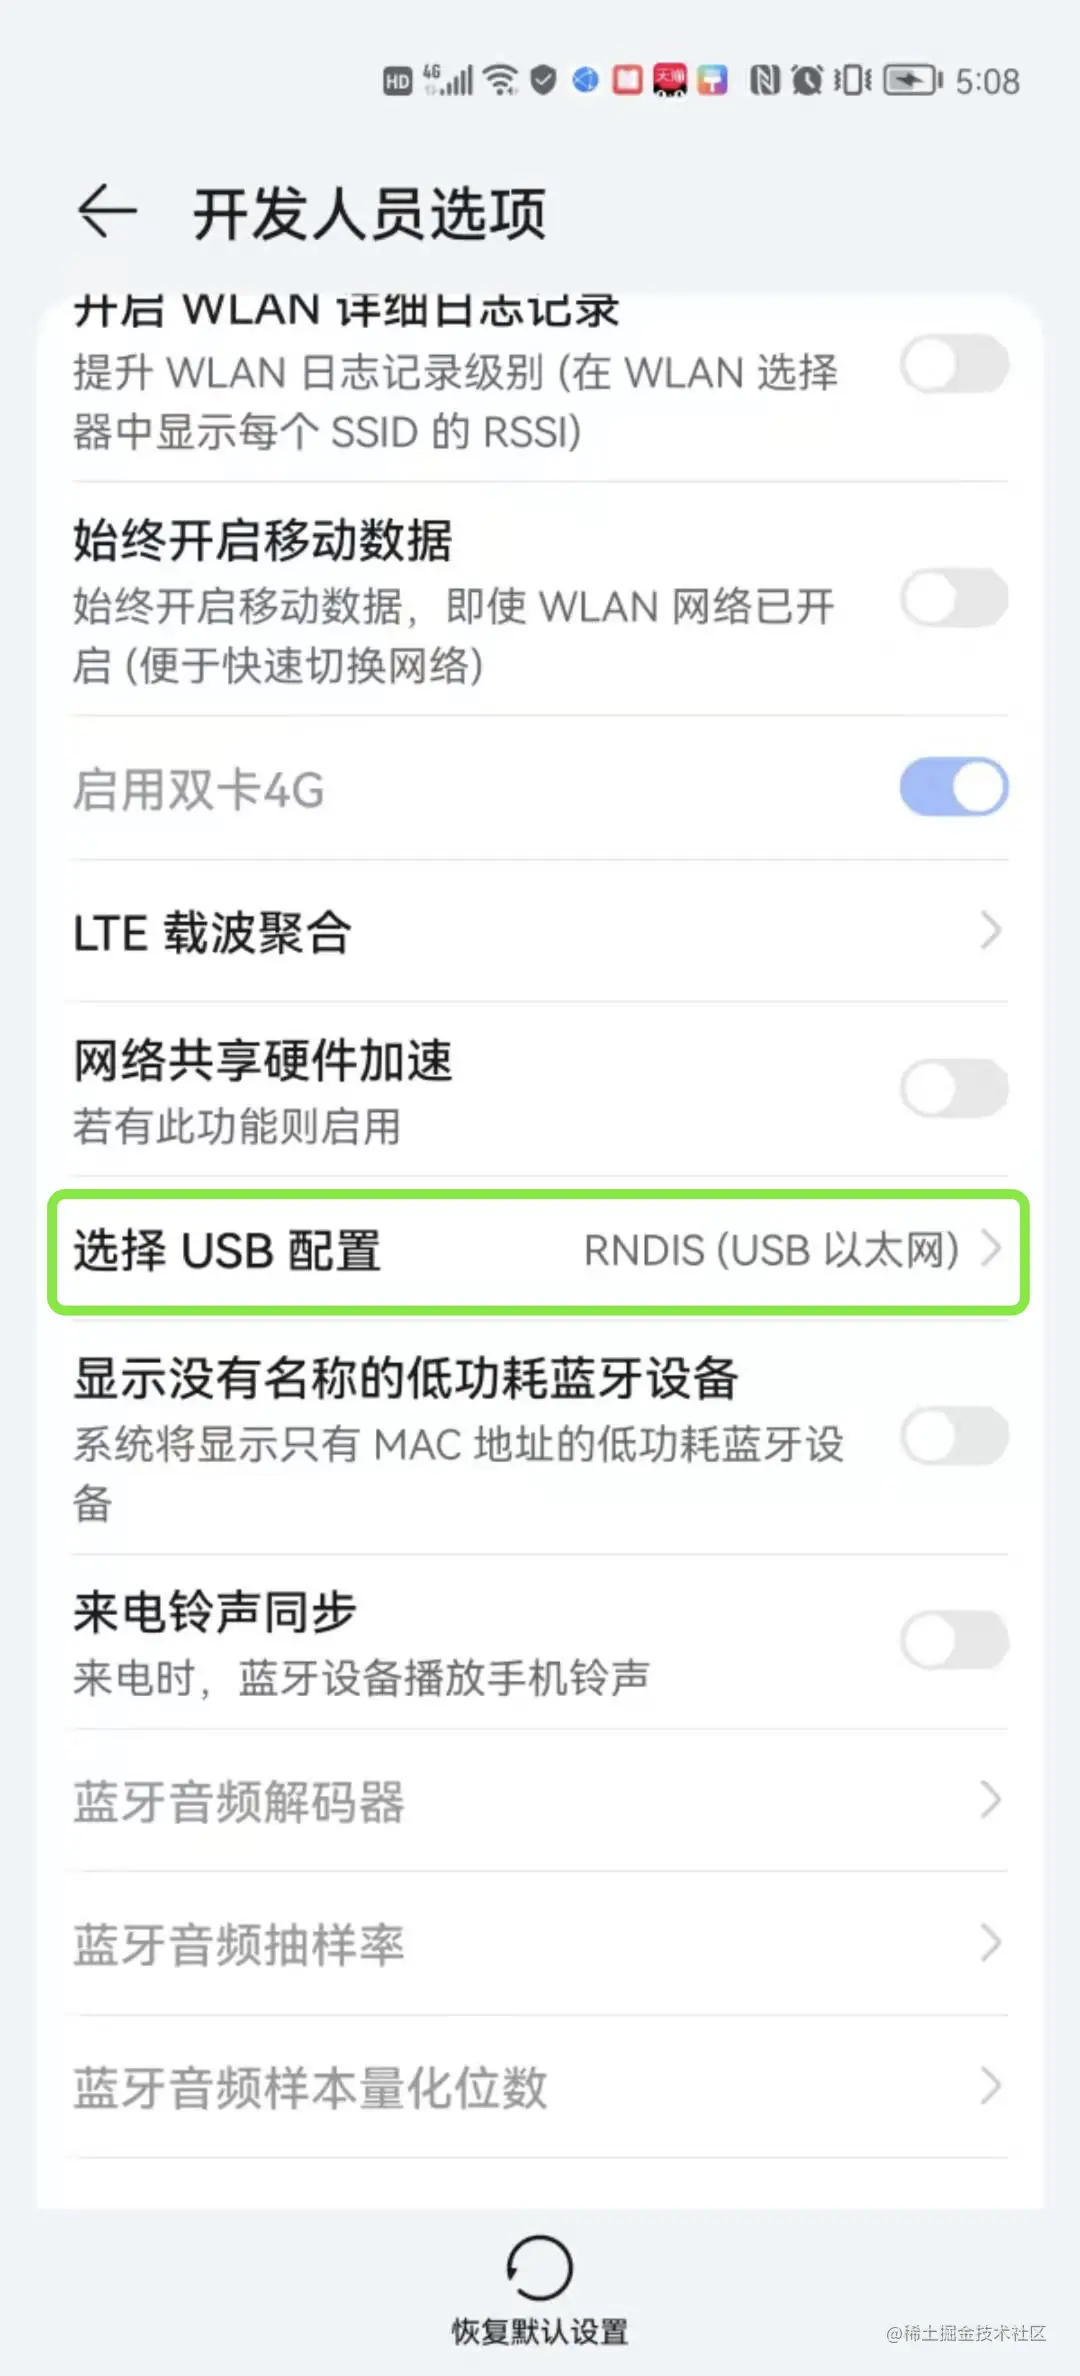 HD 4G 天猫 5:08
开发人员选项
开启 WLAN 详细日志记录
提升 WLAN 日志记录级别 (在 WLAN 选择
器中显示每个 SSID 的 RSSI)
始终开启移动数据
始终开启移动数据，即使 WLAN 网络已开
启 (便于快速切换网络)
启用双卡4G
LTE 载波聚合
网络共享硬件加速
若有此功能则启用
选择 USB 配置 RNDIS (USB 以太网)
显示没有名称的低功耗蓝牙设备
系统将显示只有 MAC 地址的低功耗蓝牙设
备
来电铃声同步
来电时，蓝牙设备播放手机铃声
蓝牙音频解码器
蓝牙音频抽样率
蓝牙音频样本量化位数
恢复默认设置
@稀土掘金技术社区